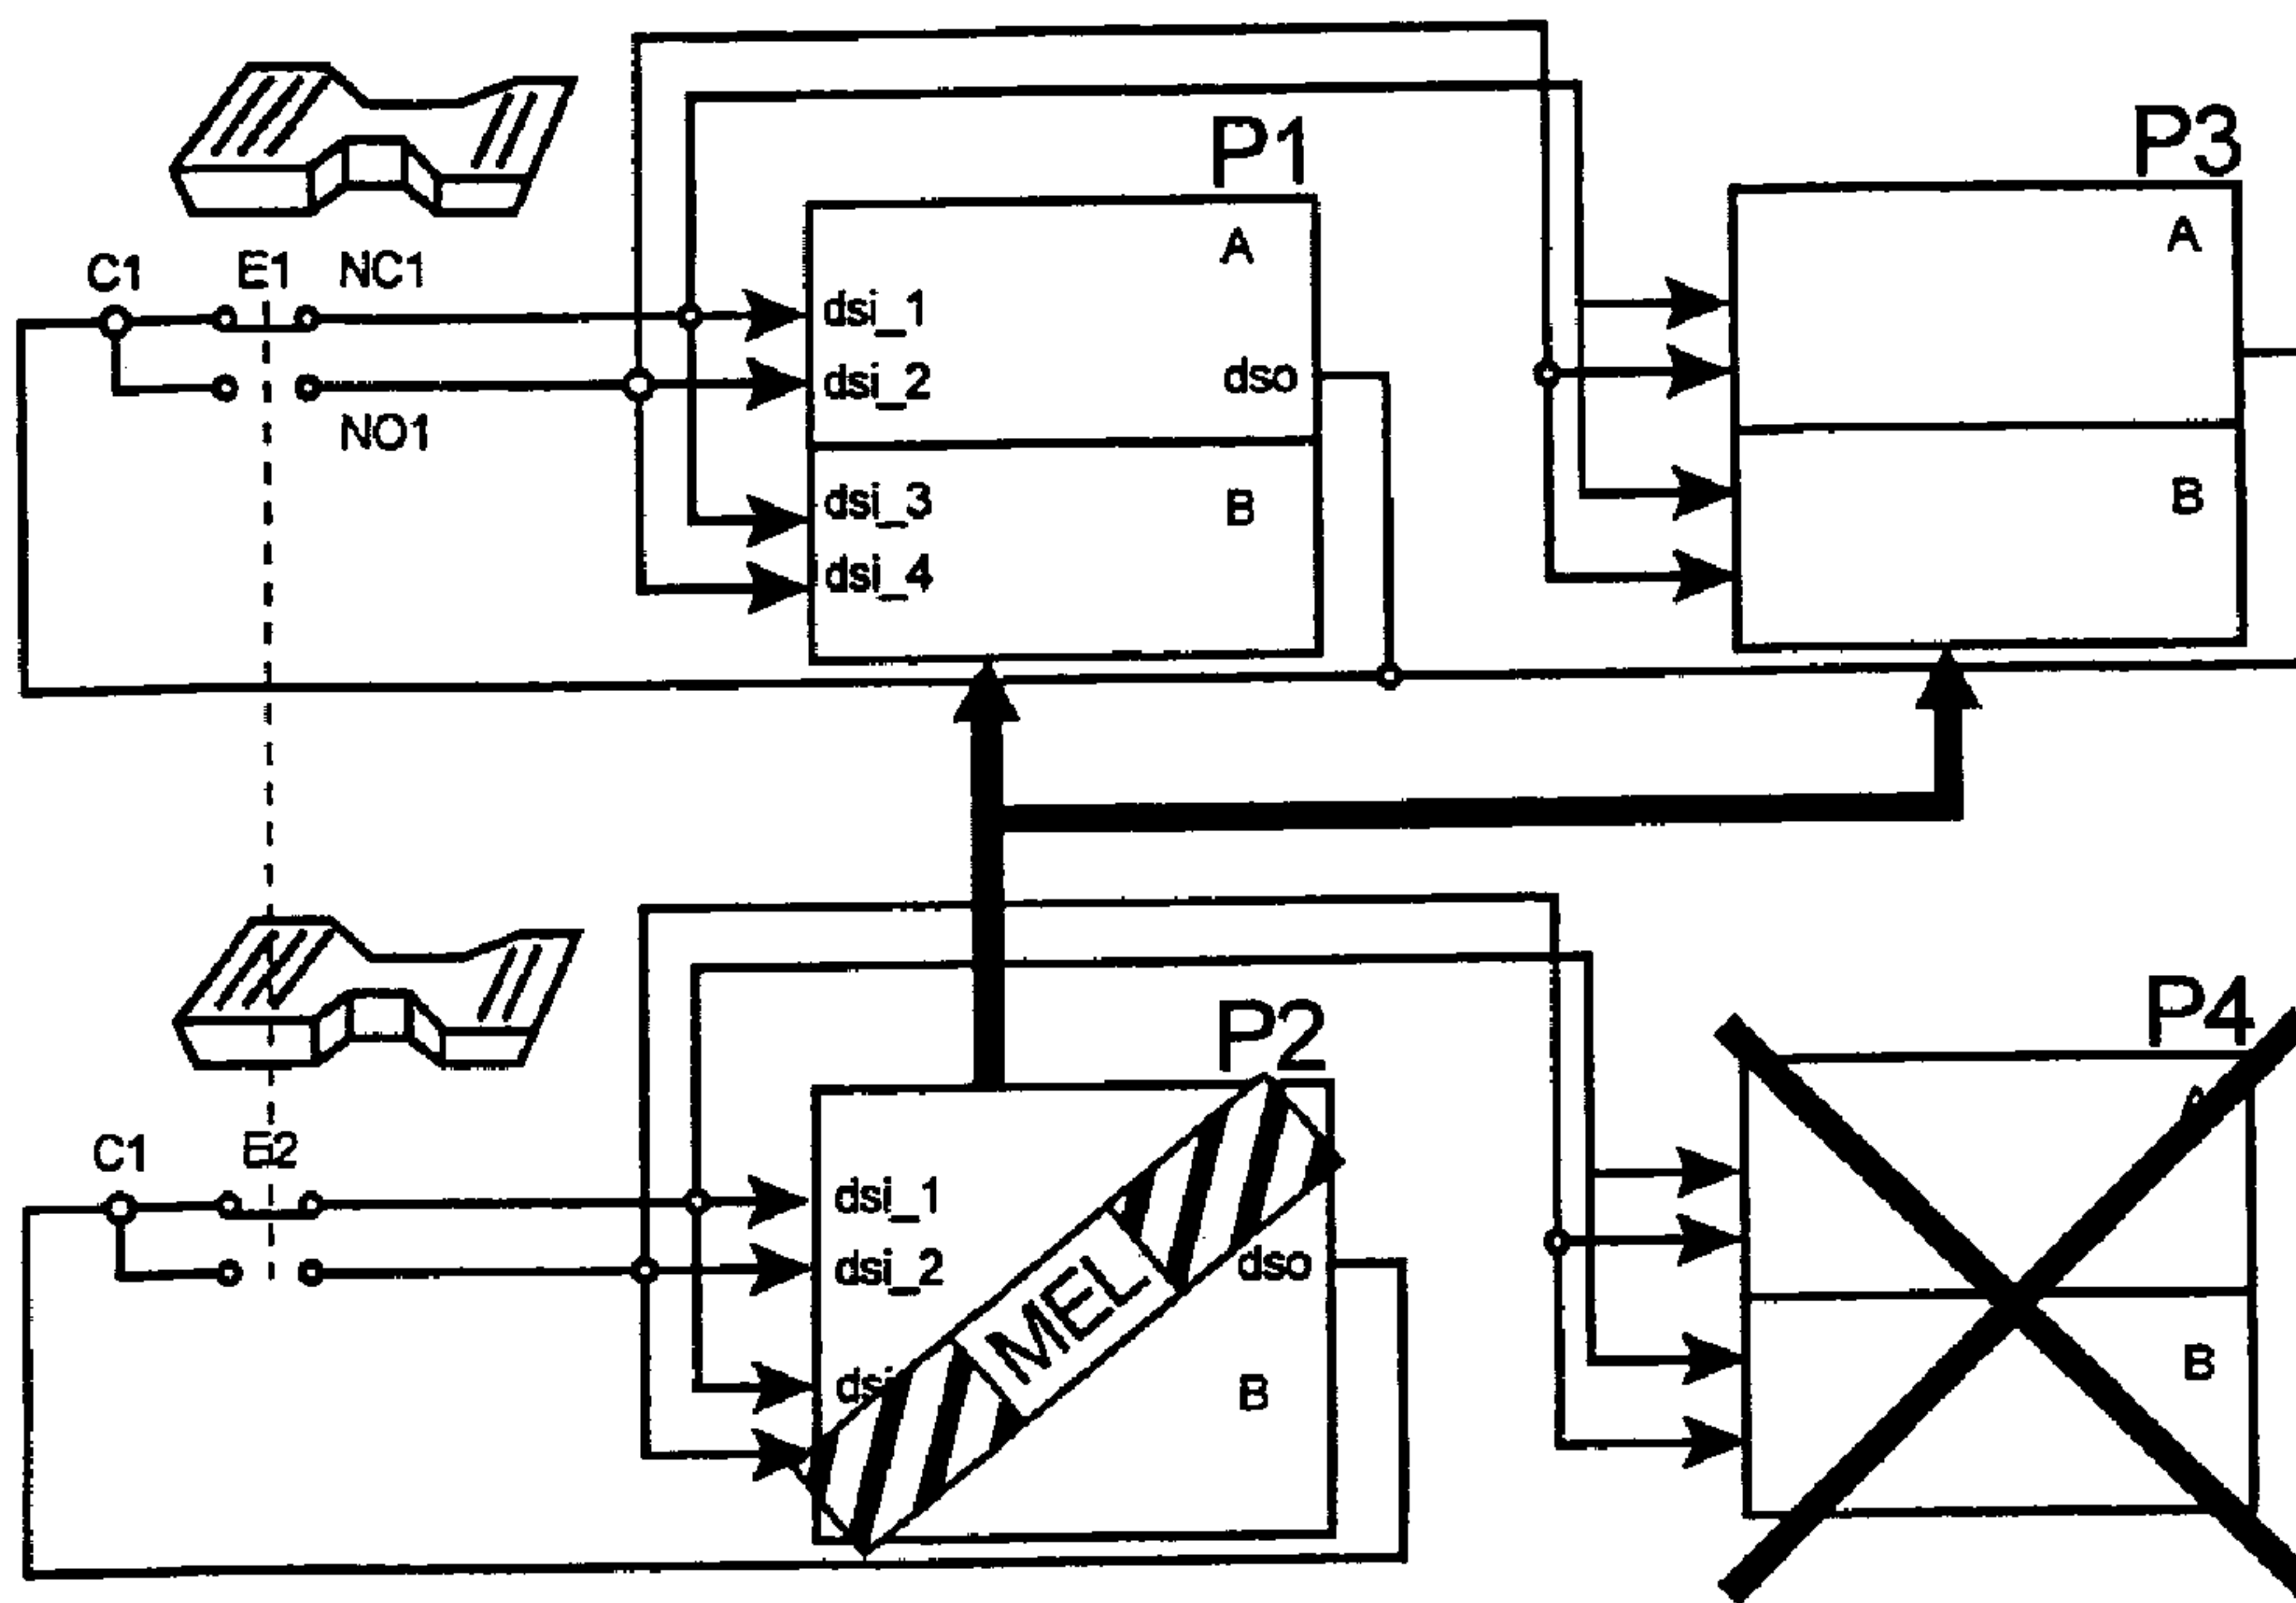 P1
P3
A
A
C1 E1 NC1
dsi_1
dsi_2
dso
NO1
dsi_3
B
B
dsi_4
P2
P4
C1 E2
dsi_1
dsi_2
dso
MEL
B
B